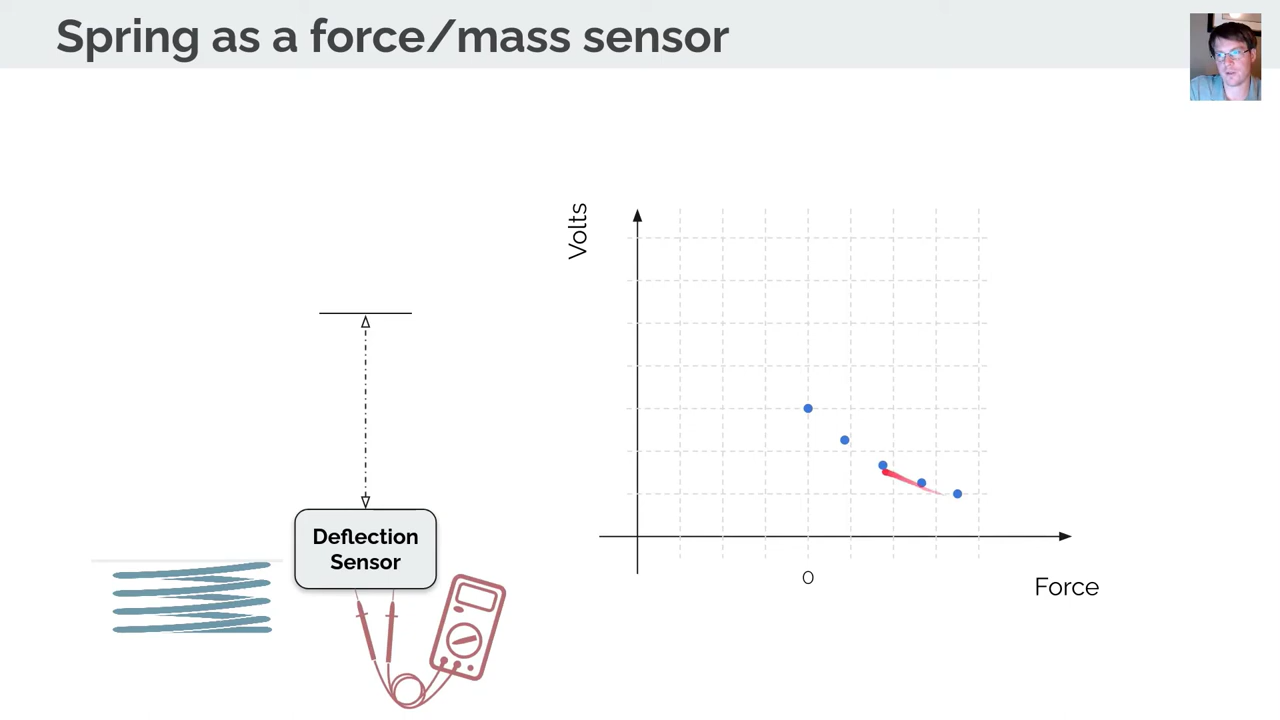 Spring as a force/mass sensor
Volts
Deflection
Sensor
0
Force